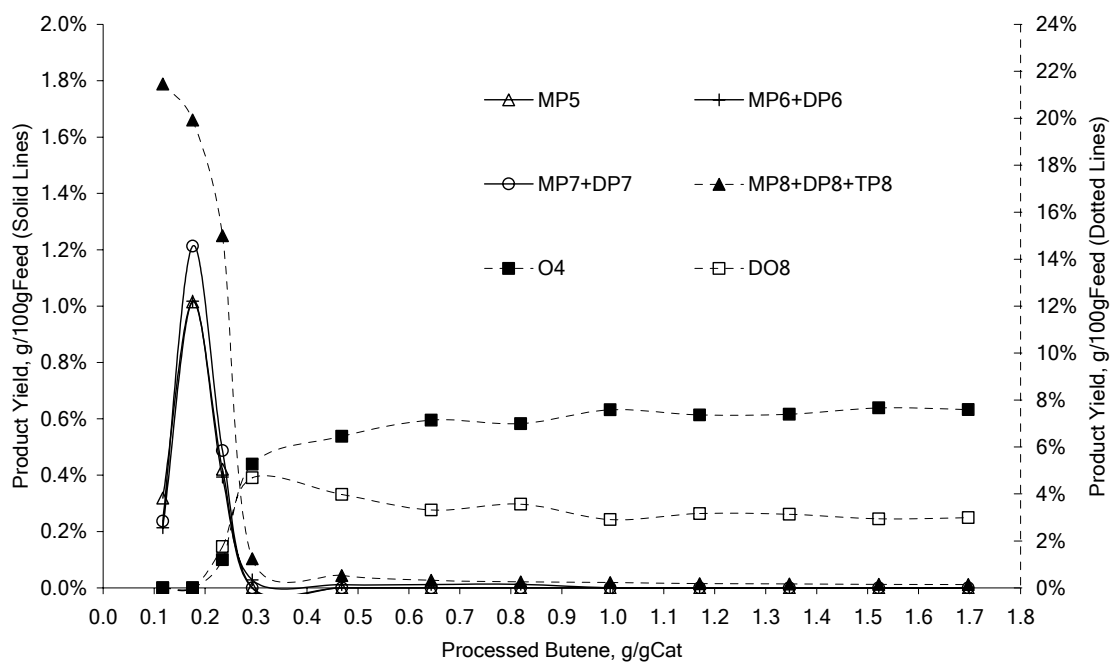 2.0%
1.8%
1.6%
1.4%
1.2%
1.0%
0.8%
0.6%
0.4%
0.2%
0.0%
Product Yield, g/100gFeed (Solid Lines)
MP5
MP6+DP6
MP7+DP7
MP8+DP8+TP8
O4
DO8
24%
22%
20%
18%
16%
14%
12%
10%
8%
6%
4%
2%
0%
Product Yield, g/100gFeed (Dotted Lines)
0.0 0.1 0.2 0.3 0.4 0.5 0.6 0.7 0.8 0.9 1.0 1.1 1.2 1.3 1.4 1.5 1.6 1.7 1.8
Processed Butene, g/gCat